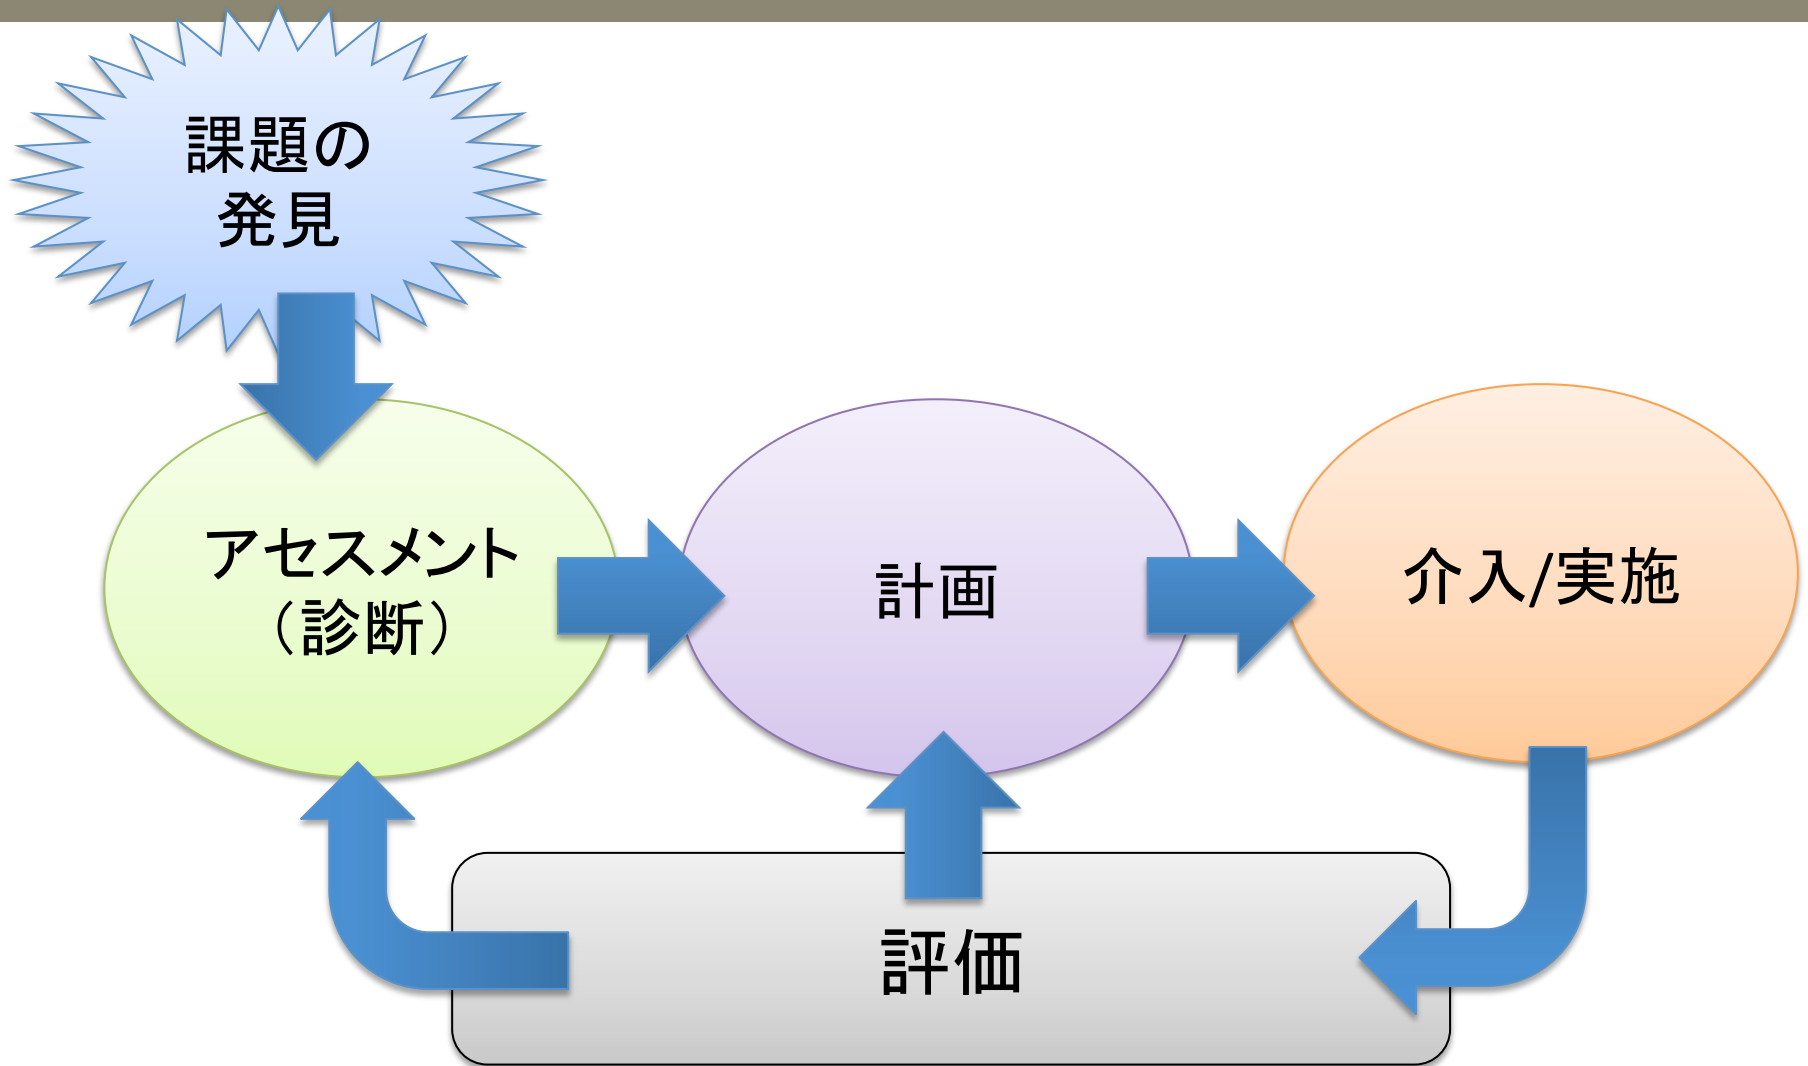 課題の
発見
アセスメント
（診断）
計画
介入/実施
評価